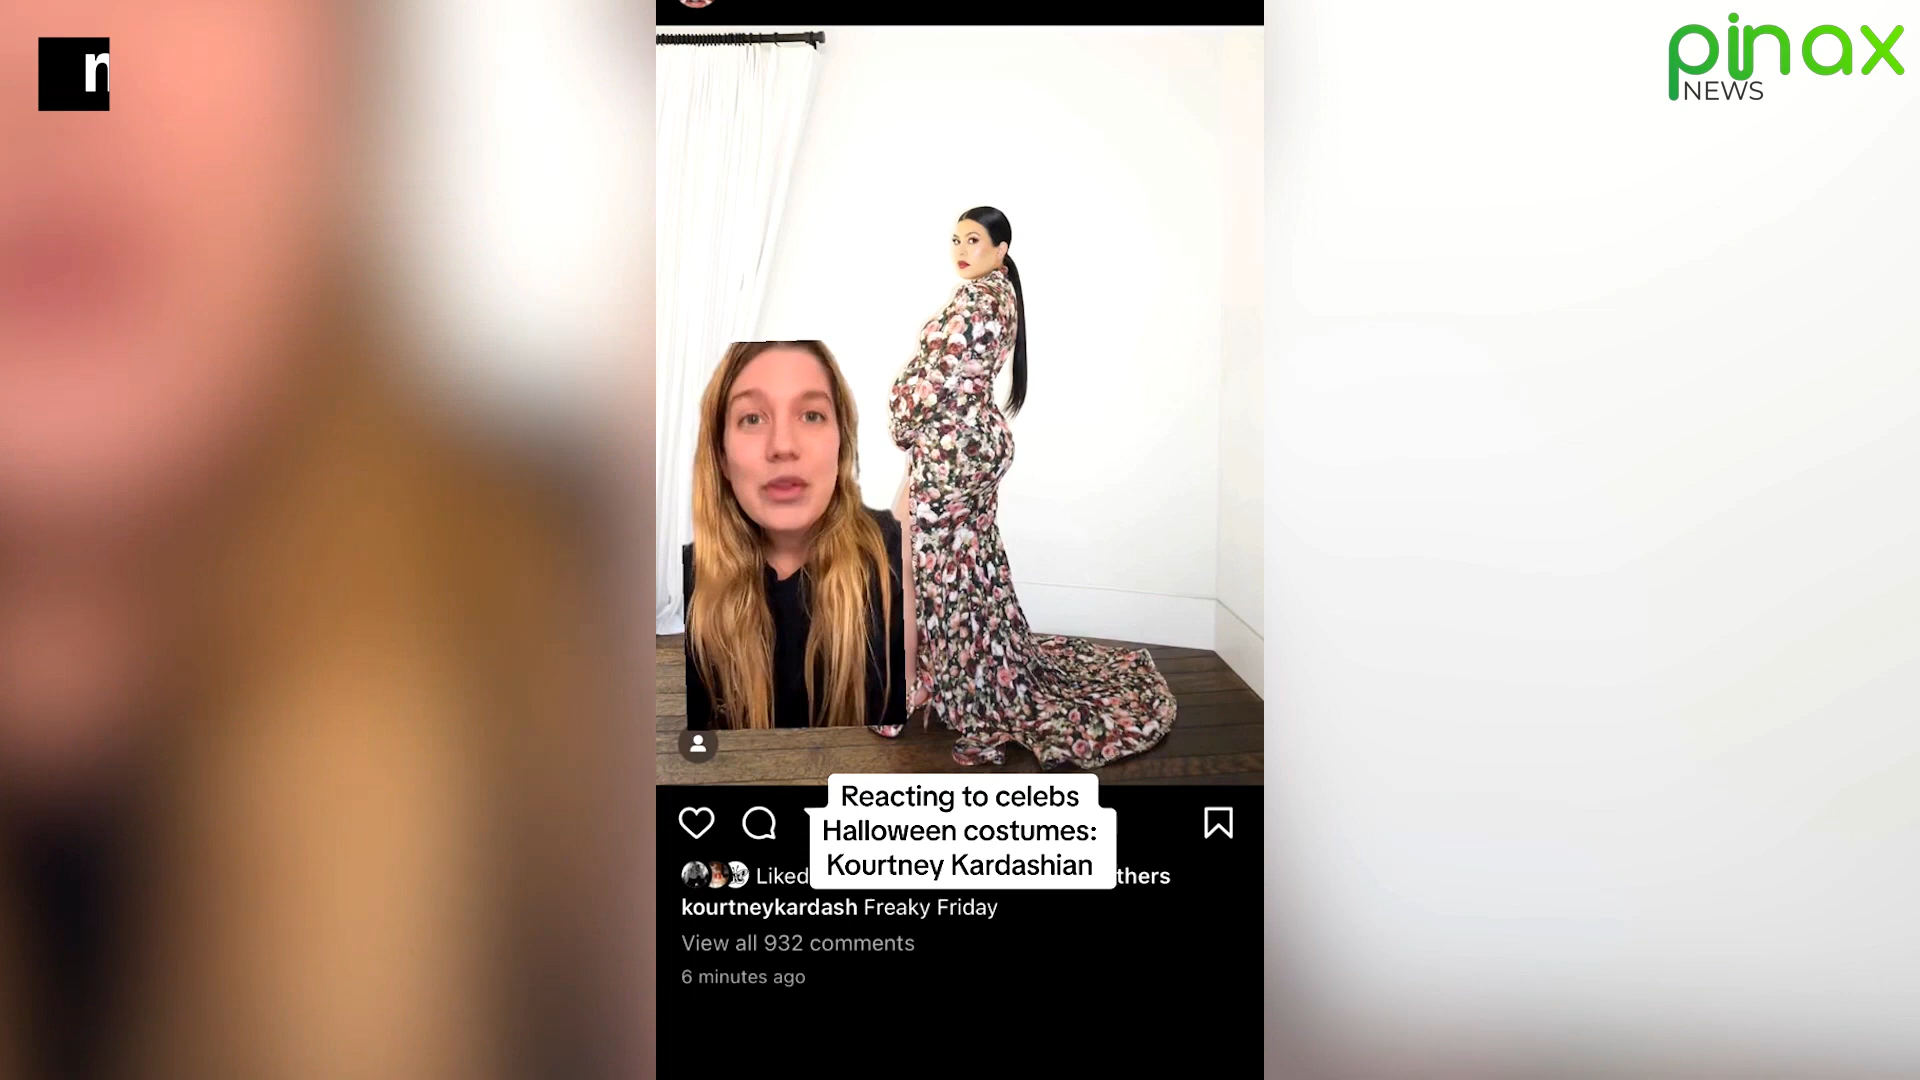 n
pinax
NEWS
Reacting to celebs
Halloween costumes:
Kourtney Kardashian
Liked
thers
kourtneykardash Freaky Friday
View all 932 comments
6 minutes ago